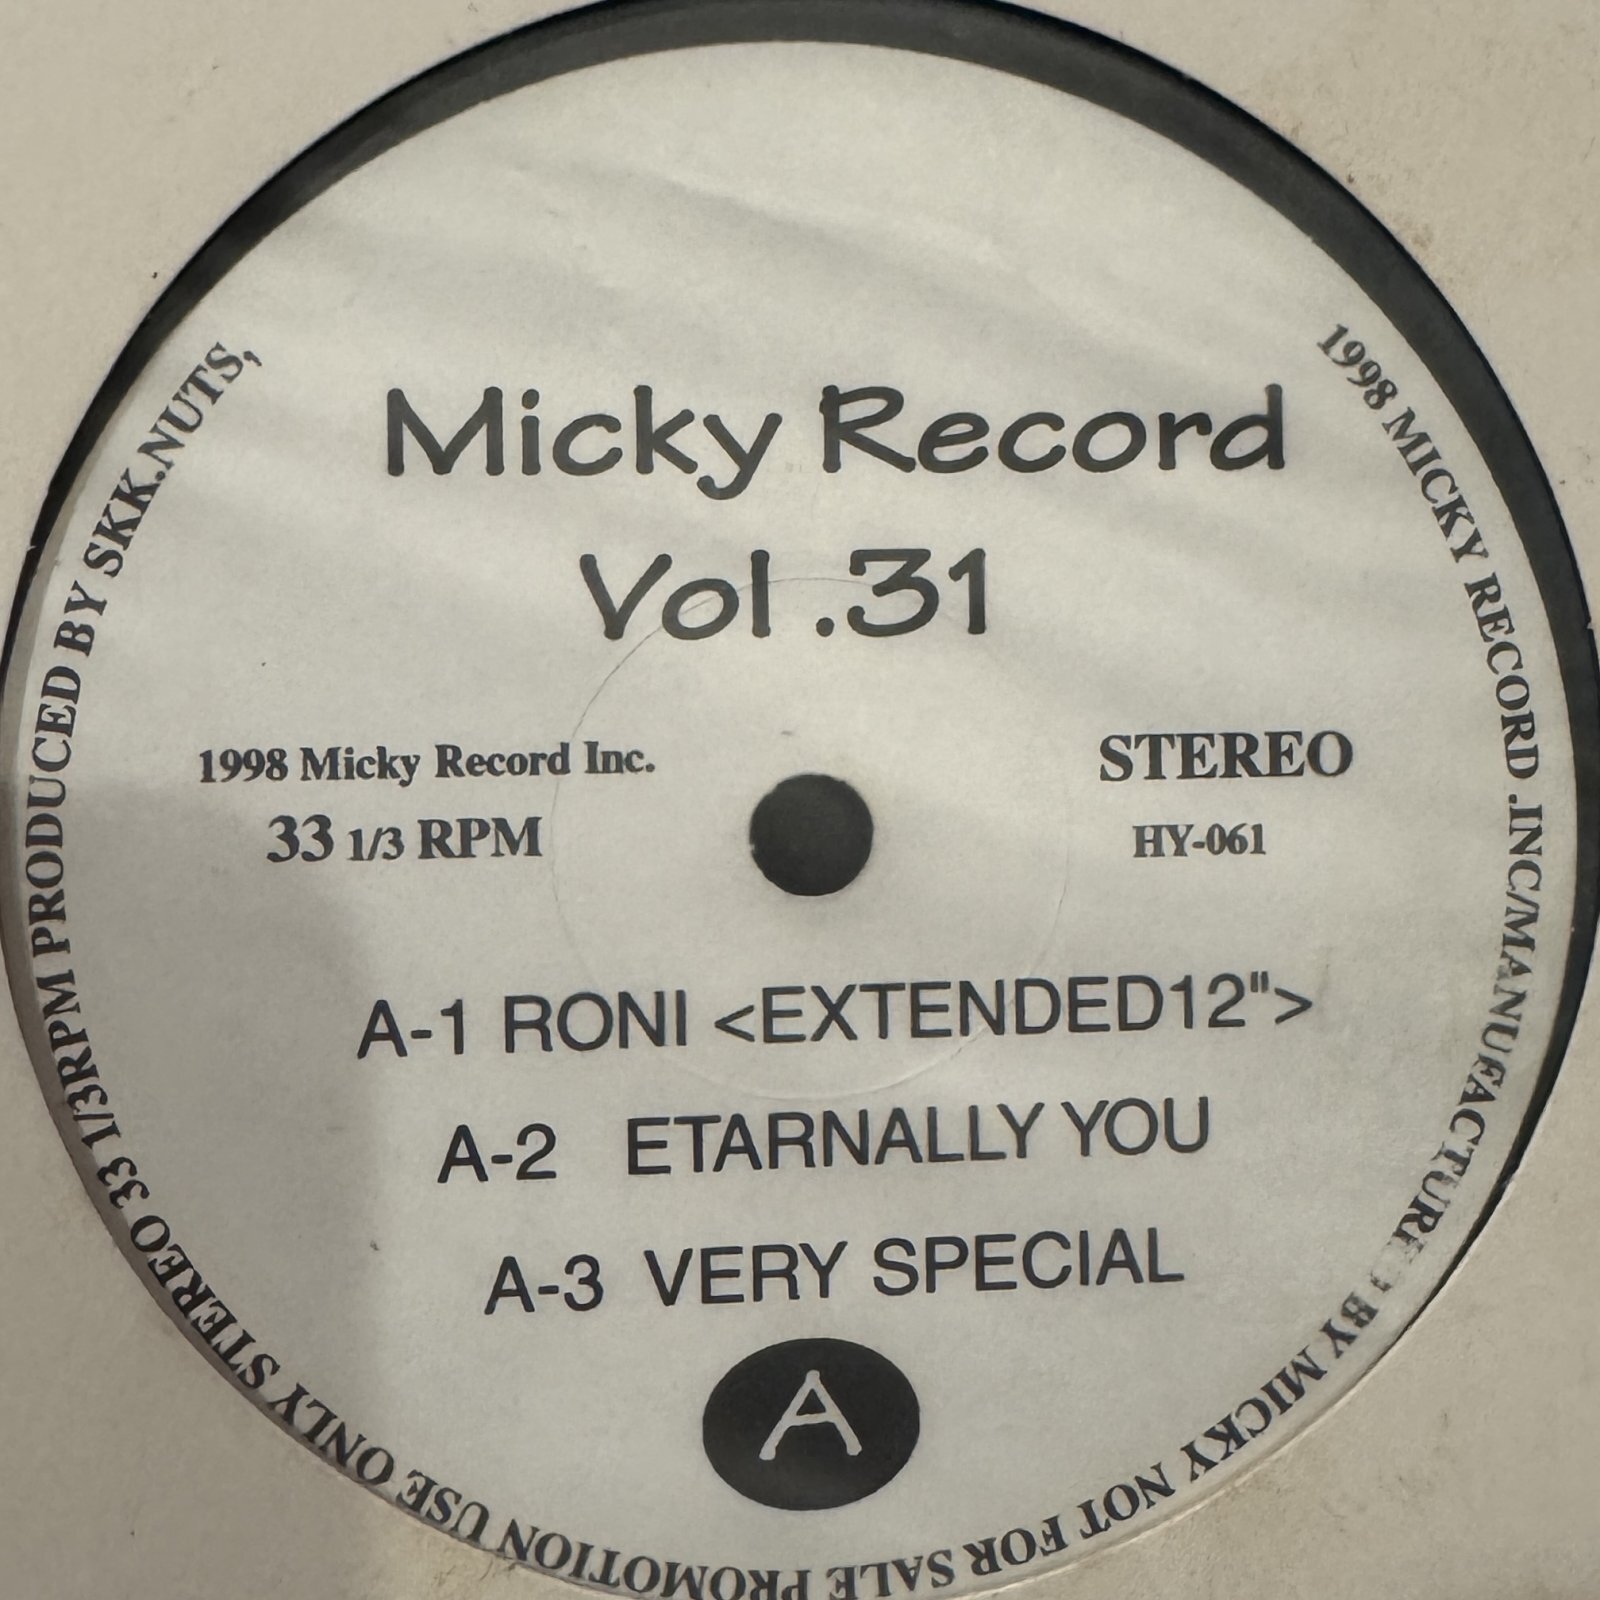 Micky Record
Vol .31
1998 Micky Record Inc.
33 1/3 RPM
STEREO
HY-061
A-1 RONI <EXTENDED12">
A-2 ETARNALLY YOU
A-3 VERY SPECIAL
A
1998 MICKY RECORD .INC/MANUFACTURED BY MICKY NOT FOR SALE PROMOTION USE ONLY STEREO 33 1/3RPM PRODUCED BY SKK.NUTS,